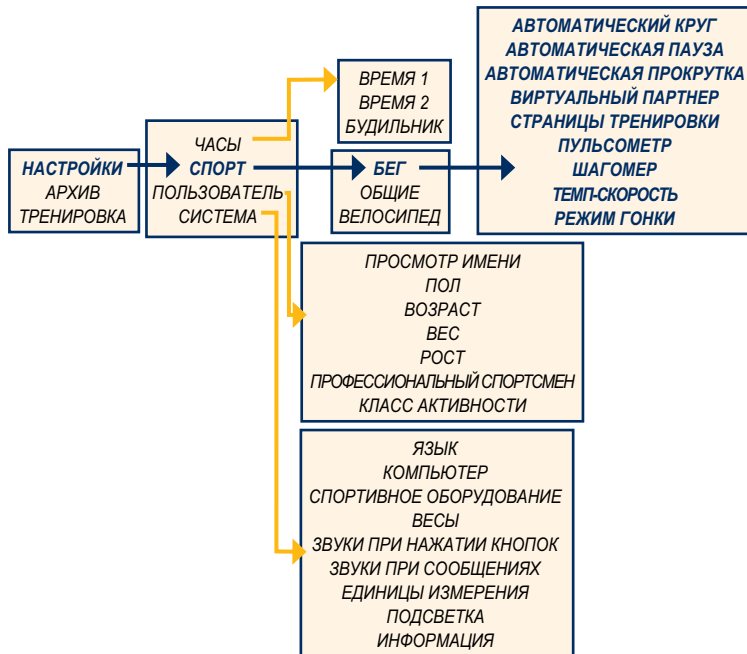 НАСТРОЙКИ
АРХИВ
ТРЕНИРОВКА
ЧАСЫ
СПОРТ
ПОЛЬЗОВАТЕЛЬ
СИСТЕМА
ВРЕМЯ 1
ВРЕМЯ 2
БУДИЛЬНИК
БЕГ
ОБЩИЕ
ВЕЛОСИПЕД
АВТОМАТИЧЕСКИЙ КРУГ
АВТОМАТИЧЕСКАЯ ПАУЗА
АВТОМАТИЧЕСКАЯ ПРОКРУТКА
ВИРТУАЛЬНЫЙ ПАРТНЕР
СТРАНИЦЫ ТРЕНИРОВКИ
ПУЛЬСОМЕТР
ШАГОМЕР
ТЕМП-СКОРОСТЬ
РЕЖИМ ГОНКИ
ПРОСМОТР ИМЕНИ
ПОЛ
ВОЗРАСТ
ВЕС
РОСТ
ПРОФЕССИОНАЛЬНЫЙ СПОРТСМЕН
КЛАСС АКТИВНОСТИ
ЯЗЫК
КОМПЬЮТЕР
СПОРТИВНОЕ ОБОРУДОВАНИЕ
ВЕСЫ
ЗВУКИ ПРИ НАЖАТИИ КНОПОК
ЗВУКИ ПРИ СООБЩЕНИЯХ
ЕДИНИЦЫ ИЗМЕРЕНИЯ
ПОДСВЕТКА
ИНФОРМАЦИЯ